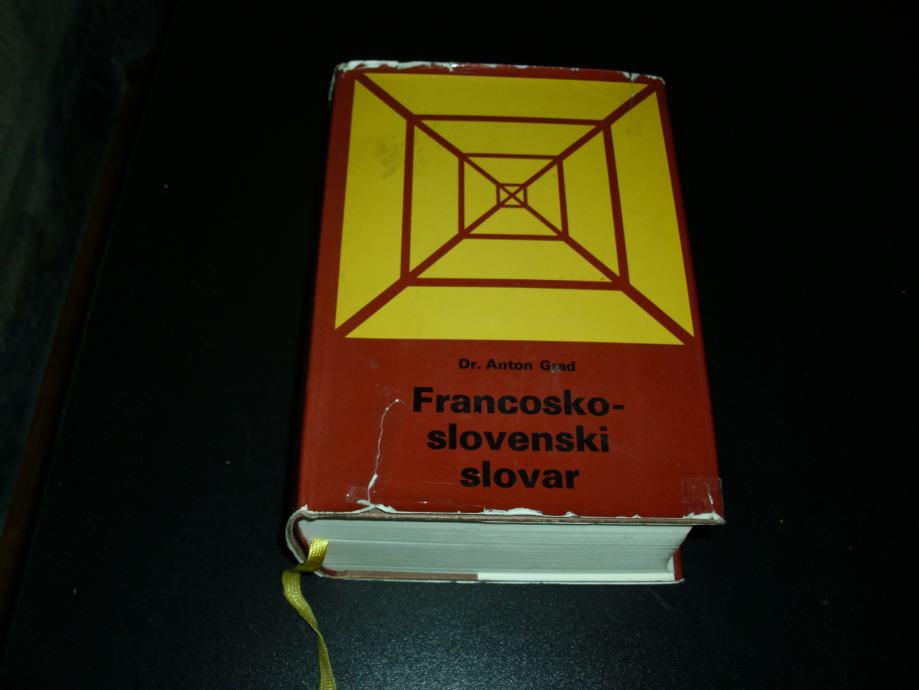 Dr. Anton Grad
Francosko-
slovenski
slovar